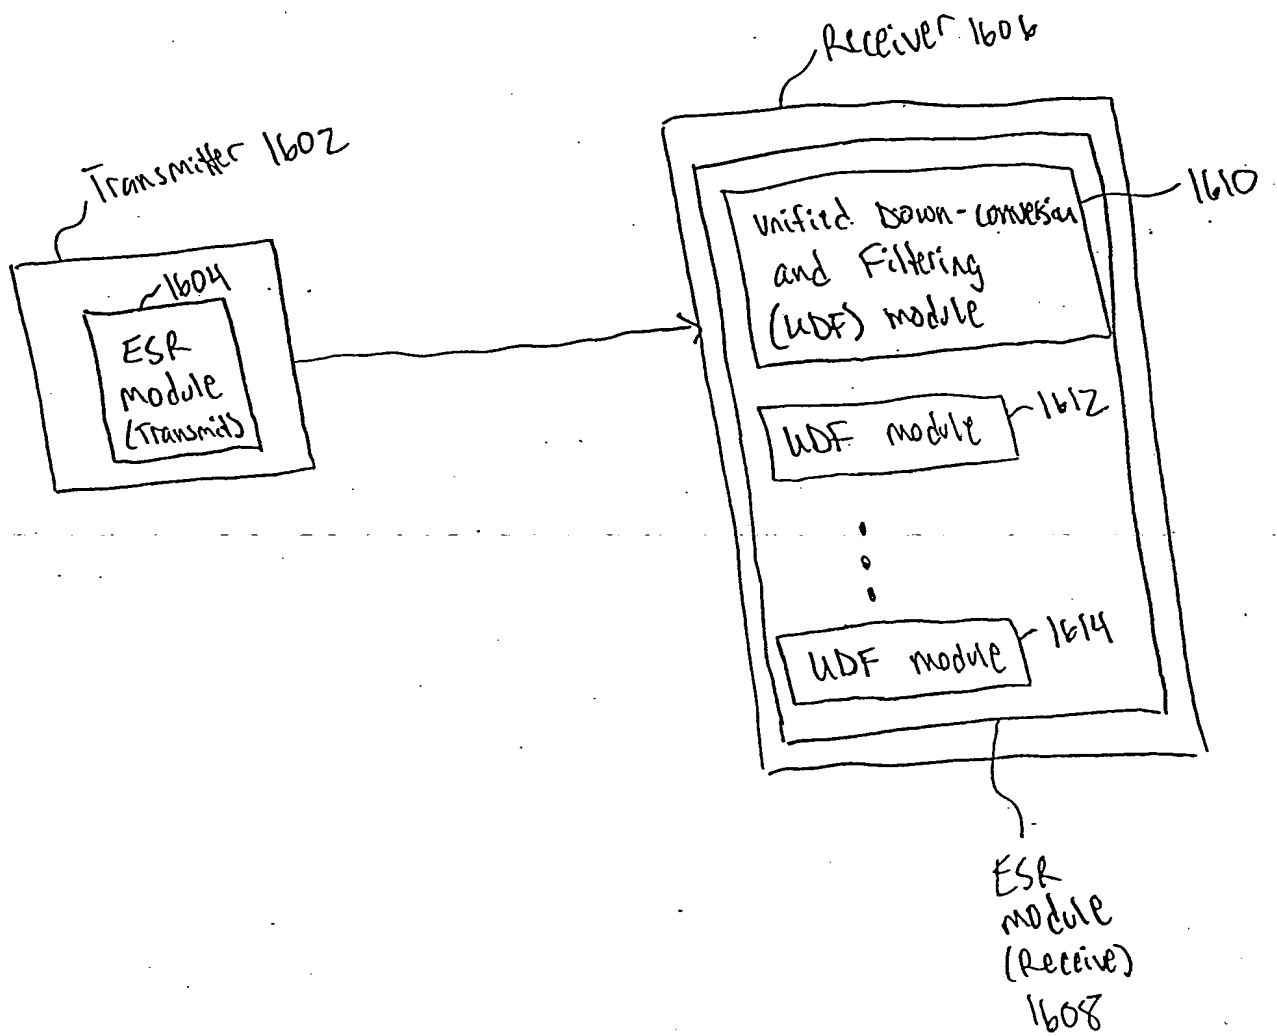 Receiver 1606
Transmitter 1602
1604
ESR
module
(Transmit)
1610
Unified Down-conversion
and Filtering
(UDF) module
1612
UDF module
1614
UDF module
ESR
module
(Receive)
1608